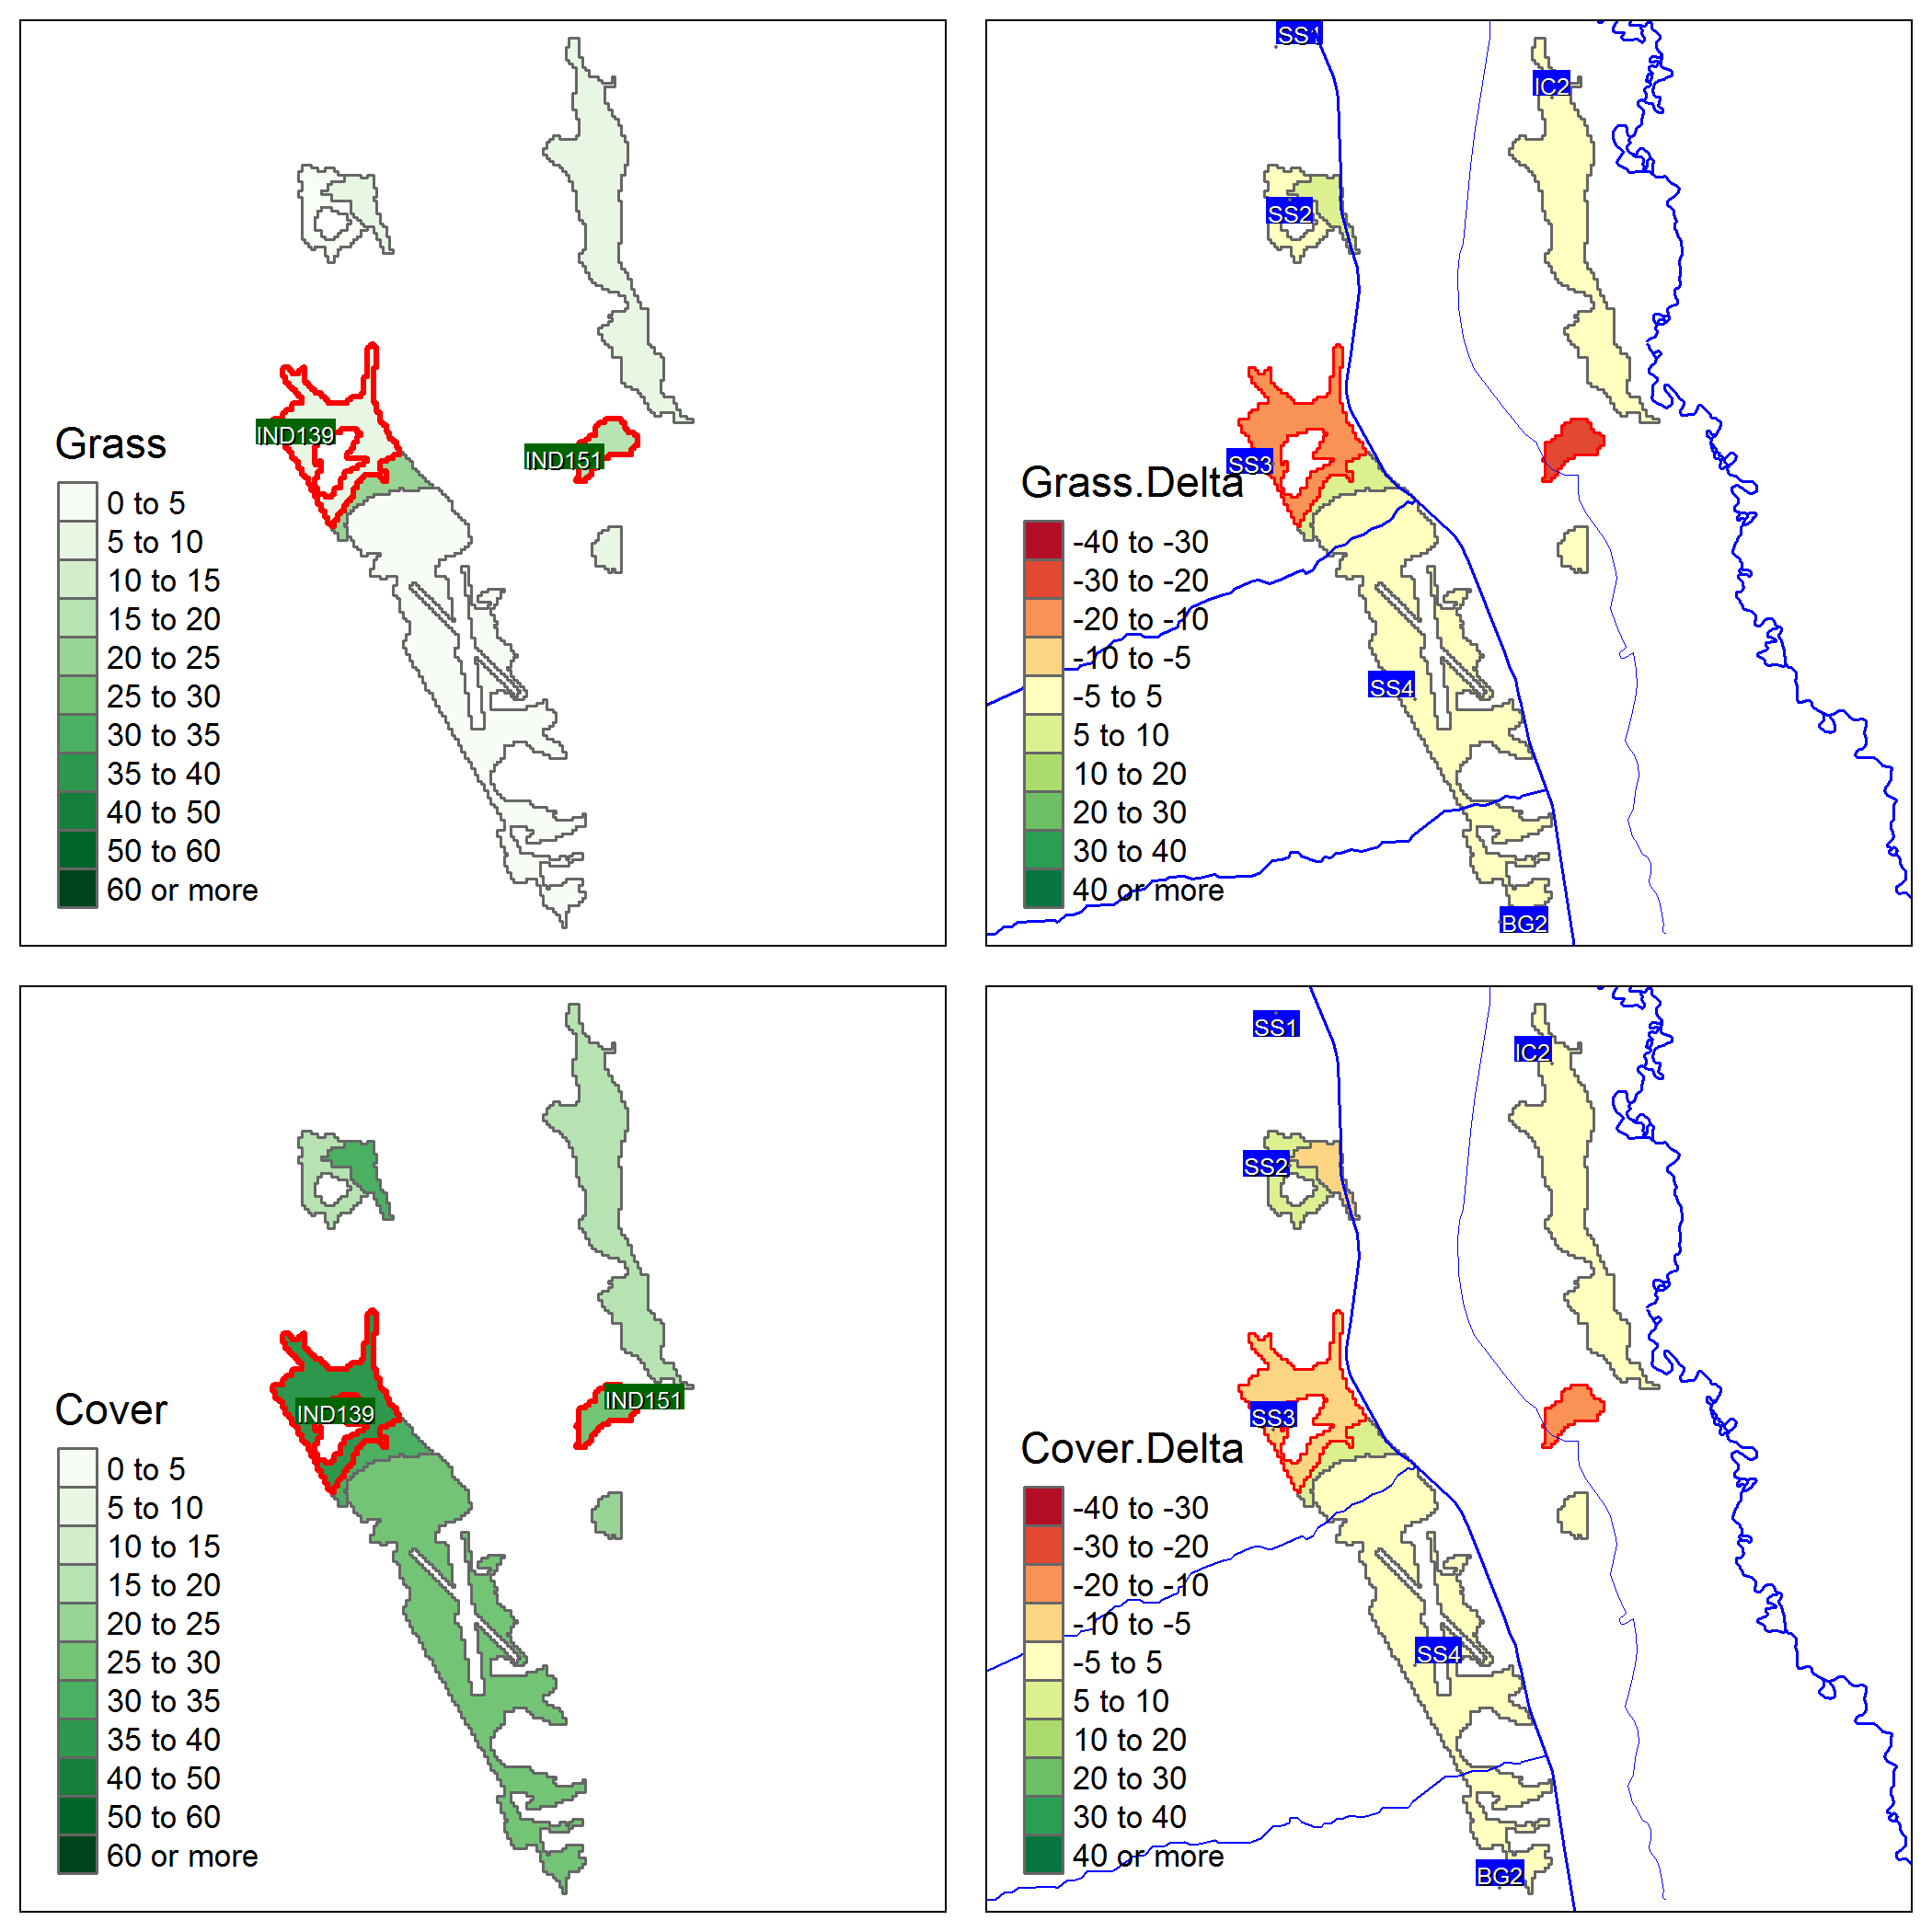 IND139
IND151
Grass
0 to 5
5 to 10
10 to 15
15 to 20
20 to 25
25 to 30
30 to 35
35 to 40
40 to 50
50 to 60
60 or more
SS1
IC2
SS2
SS3
Grass.Delta
-40 to -30
-30 to -20
-20 to -10
-10 to -5
-5 to 5
5 to 10
10 to 20
20 to 30
30 to 40
40 or more
SS4
BG2
IND151
IND139
Cover
0 to 5
5 to 10
10 to 15
15 to 20
20 to 25
25 to 30
30 to 35
35 to 40
40 to 50
50 to 60
60 or more
SS1
IC2
SS2
SS3
Cover.Delta
-40 to -30
-30 to -20
-20 to -10
-10 to -5
-5 to 5
5 to 10
10 to 20
20 to 30
30 to 40
40 or more
SS4
BG2